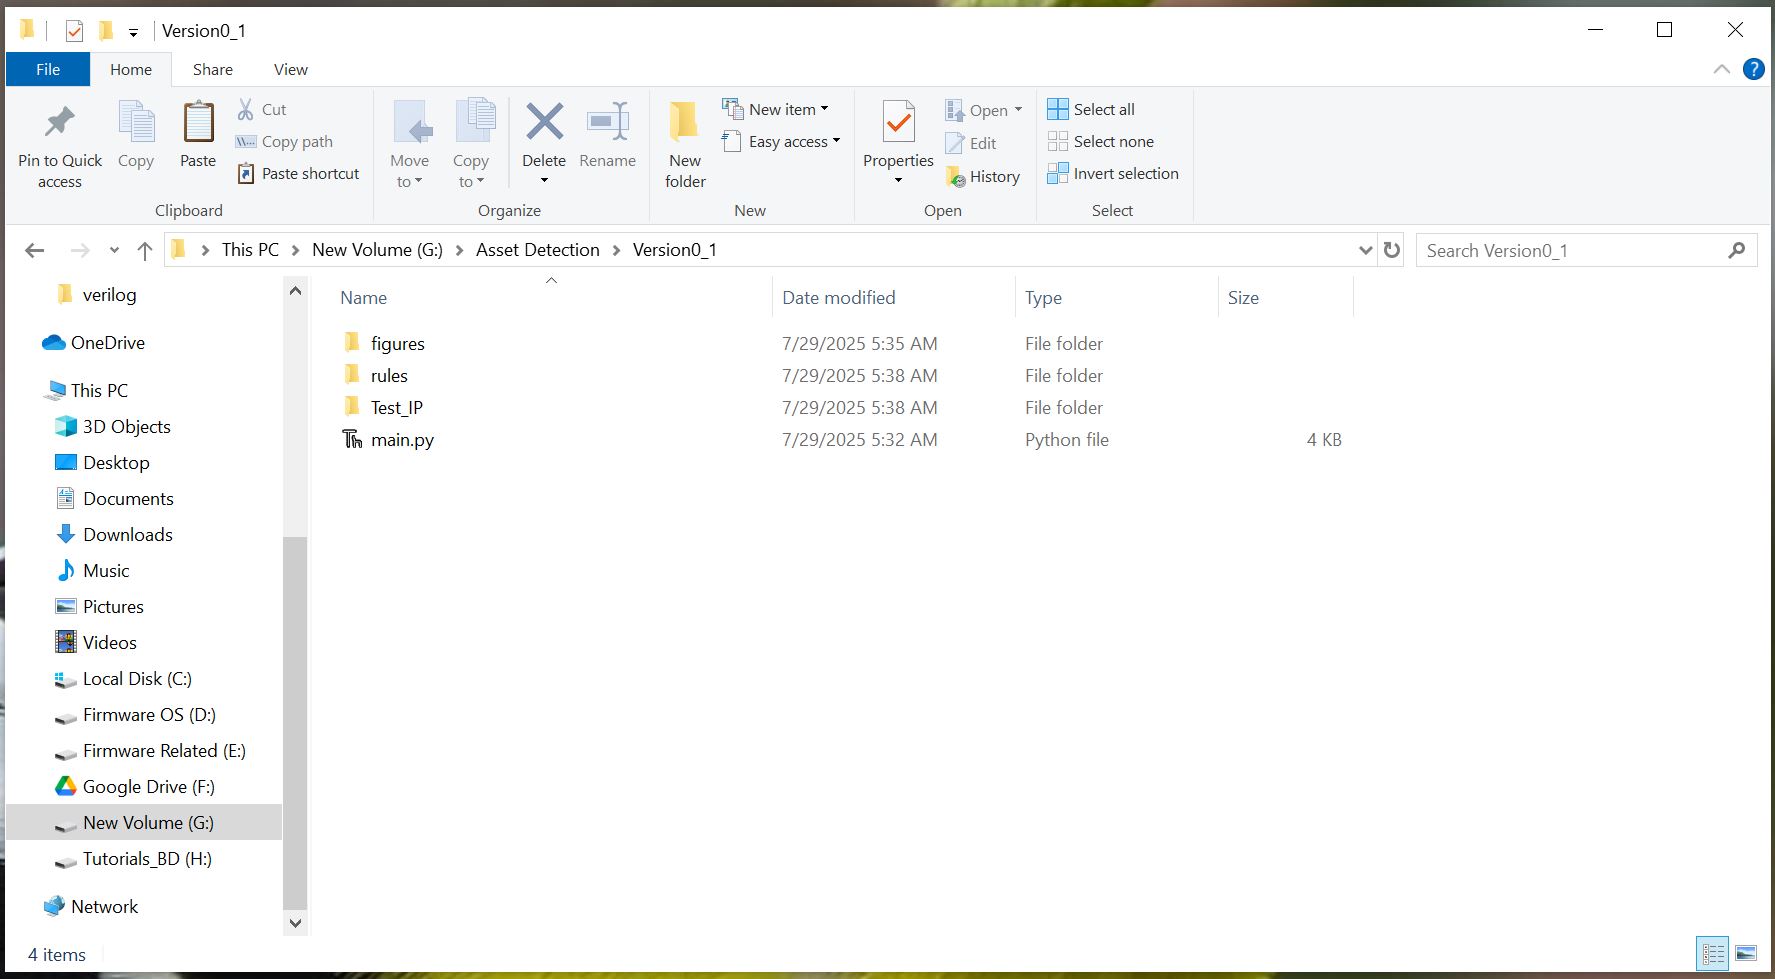 Version0_1
File Home Share View
Pin to Quick access
Copy
Paste
Cut
Copy path
Paste shortcut
Clipboard
Move to
Copy to
Delete
Rename
Organize
New folder
New item
Easy access
New
Properties
Open
Edit
History
Open
Select all
Select none
Invert selection
Select
This PC New Volume (G:) Asset Detection Version0_1
Search Version0_1
verilog
OneDrive
This PC
3D Objects
Desktop
Documents
Downloads
Music
Pictures
Videos
Local Disk (C:)
Firmware OS (D:)
Firmware Related (E:)
Google Drive (F:)
New Volume (G:)
Tutorials_BD (H:)
Network
Name Date modified Type Size
figures 7/29/2025 5:35 AM File folder
rules 7/29/2025 5:38 AM File folder
Test_IP 7/29/2025 5:38 AM File folder
main.py 7/29/2025 5:32 AM Python file 4 KB
4 items